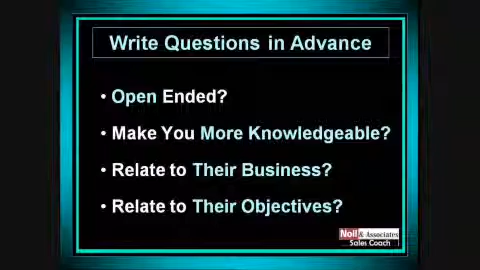 Write Questions in Advance
• Open Ended?
• Make You More Knowledgeable?
• Relate to Their Business?
• Relate to Their Objectives?
Noll & Associates
Sales Coach